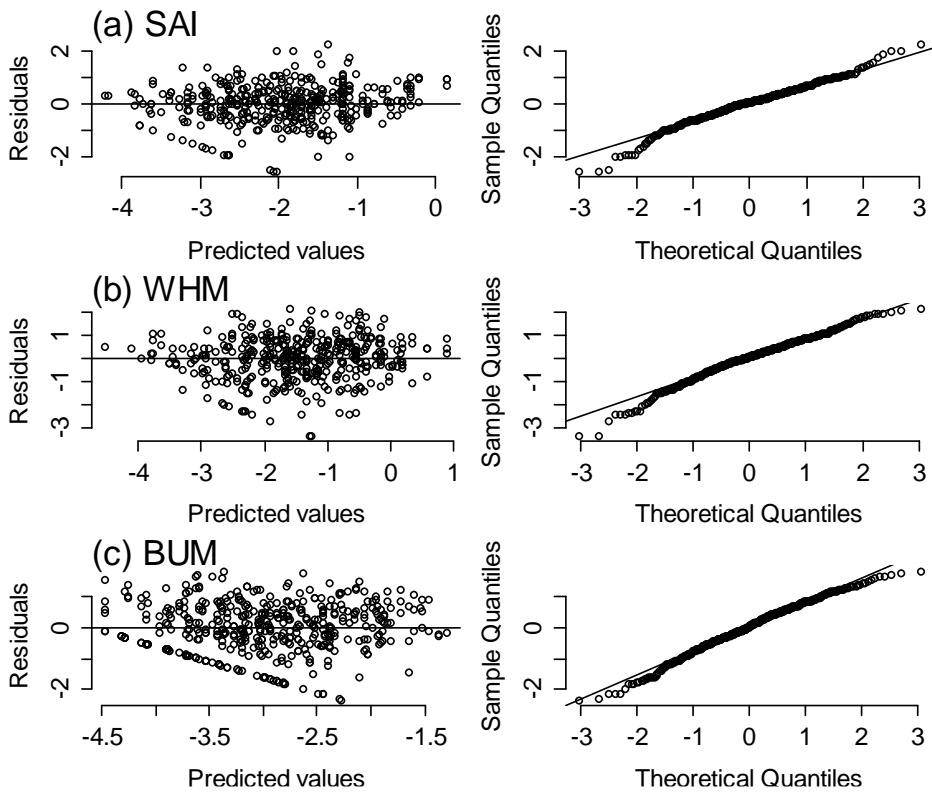 (a) SAI
Residuals
2
0
-2
-4 -3 -2 -1 0
Predicted values
Sample Quantiles
2
0
-2
-3 -2 -1 0 1 2 3
Theoretical Quantiles
(b) WHM
Residuals
1
-1
-3
-4 -3 -2 -1 0 1
Predicted values
Sample Quantiles
1
-1
-3
-3 -2 -1 0 1 2 3
Theoretical Quantiles
(c) BUM
Residuals
0
-2
-4.5 -3.5 -2.5 -1.5
Predicted values
Sample Quantiles
0
-2
-3 -2 -1 0 1 2 3
Theoretical Quantiles